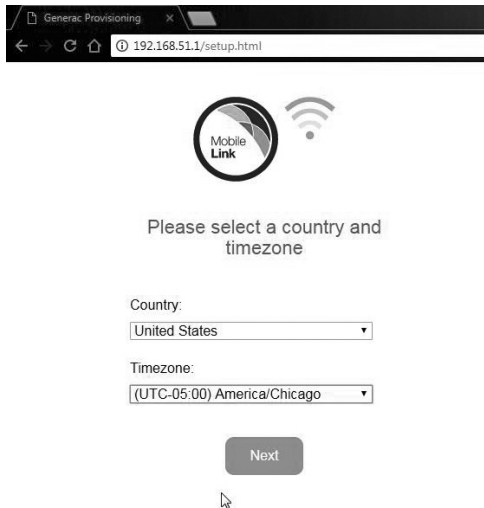 Generac Provisioning
192.168.51.1/setup.html
Mobile
Link
Please select a country and
timezone
Country:
United States
Timezone:
(UTC-05:00) America/Chicago
Next